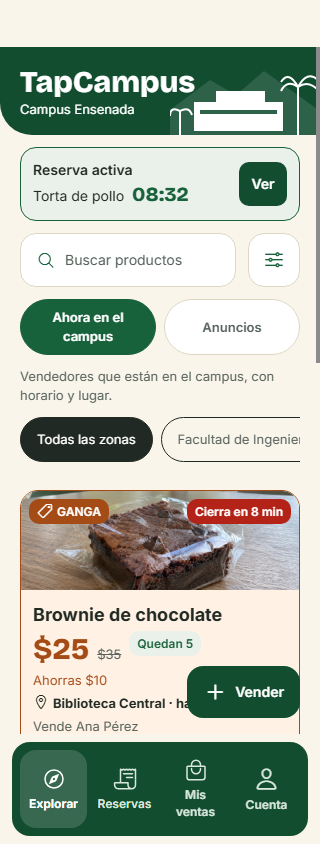 TapCampus
Campus Ensenada
Reserva activa
Torta de pollo 08:32
Ver
Buscar productos
Ahora en el
campus
Anuncios
Vendedores que están en el campus, con
horario y lugar.
Todas las zonas
Facultad de Ingenier
GANGA
Cierra en 8 min
Brownie de chocolate
$25 $35 Quedan 5
Ahorras $10
Biblioteca Central · ha
Vender
Vende Ana Pérez
Explorar
Reservas
Mis
ventas
Cuenta